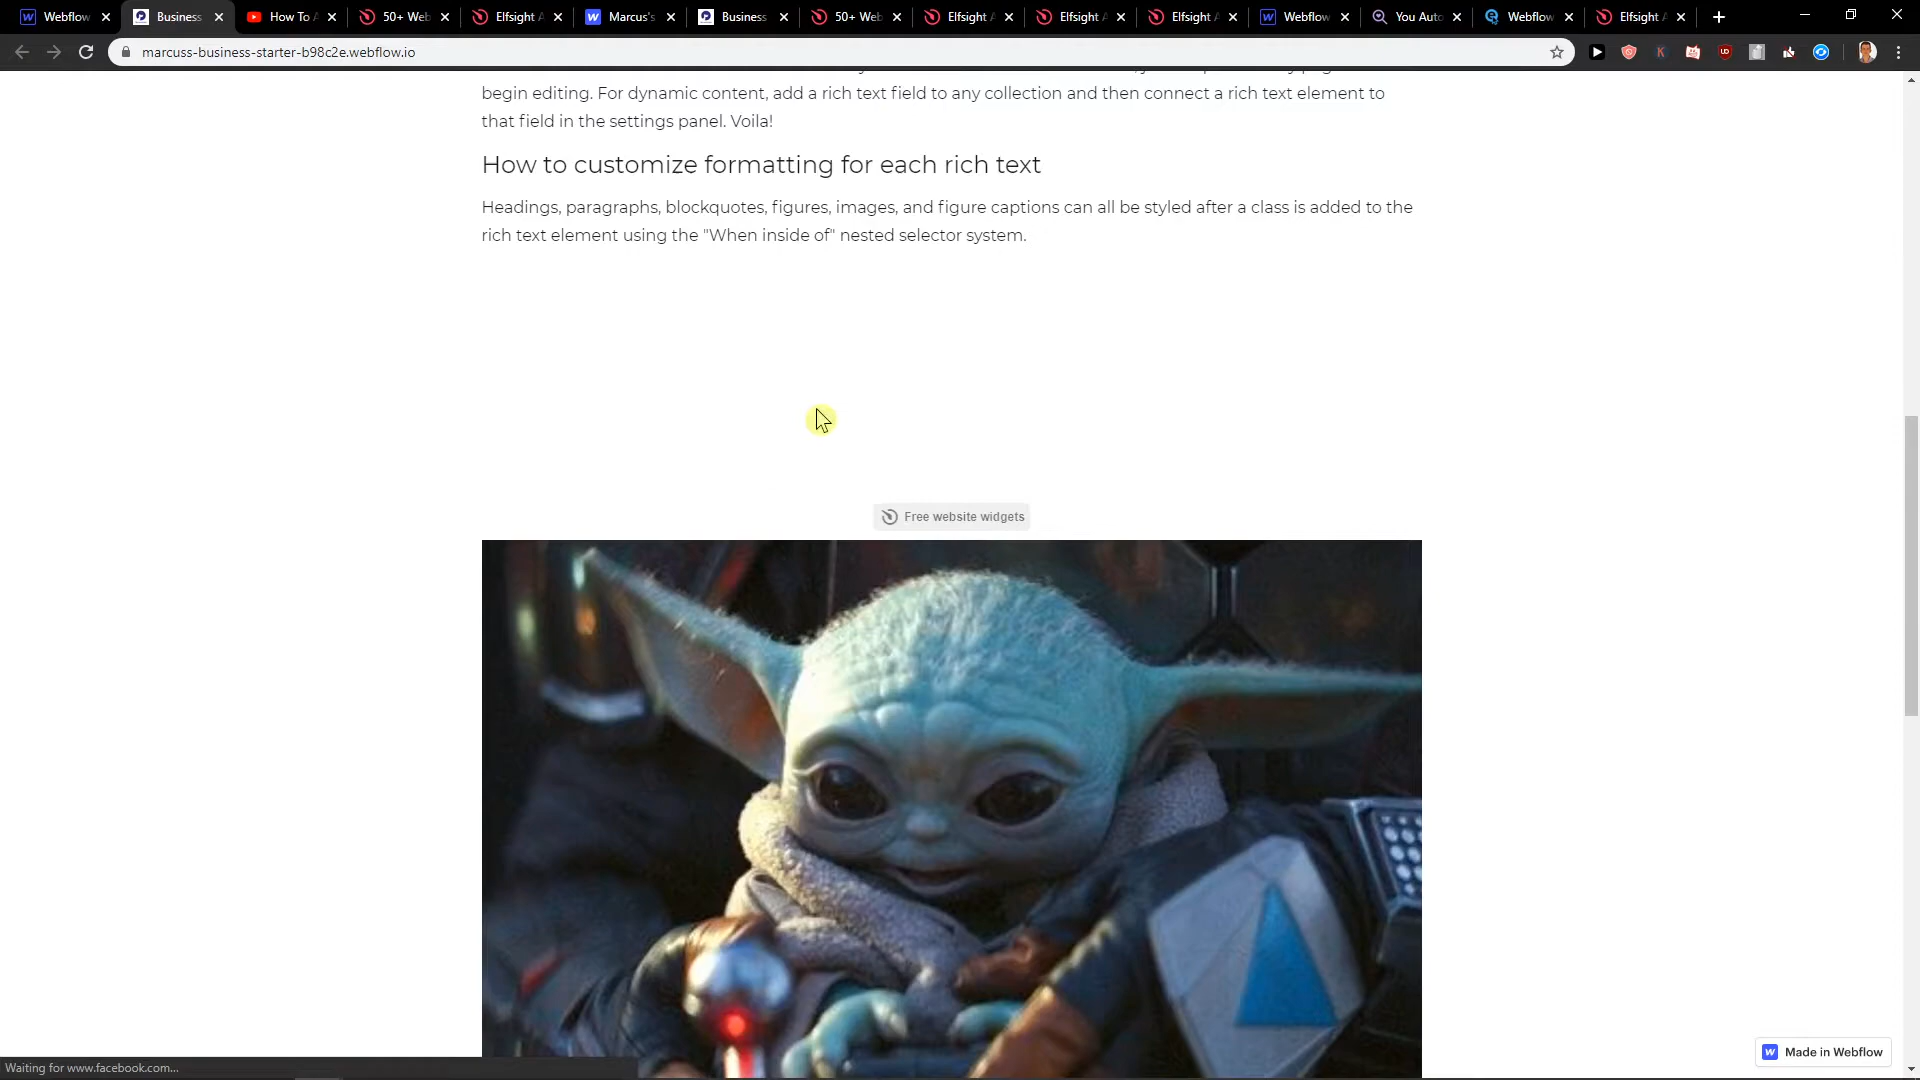 Webflow
Business
How To A
50+ Web
Elfsight A
Marcus's
Business
50+ Web
Elfsight A
Elfsight A
Elfsight A
Webflow
You Auto
Webflow
Elfsight A
marcuss-business-starter-b98c2e.webflow.io
begin editing. For dynamic content, add a rich text field to any collection and then connect a rich text element to
that field in the settings panel. Voila!
How to customize formatting for each rich text
Headings, paragraphs, blockquotes, figures, images, and figure captions can all be styled after a class is added to the
rich text element using the "When inside of" nested selector system.
Free website widgets
Made in Webflow
Waiting for www.facebook.com...